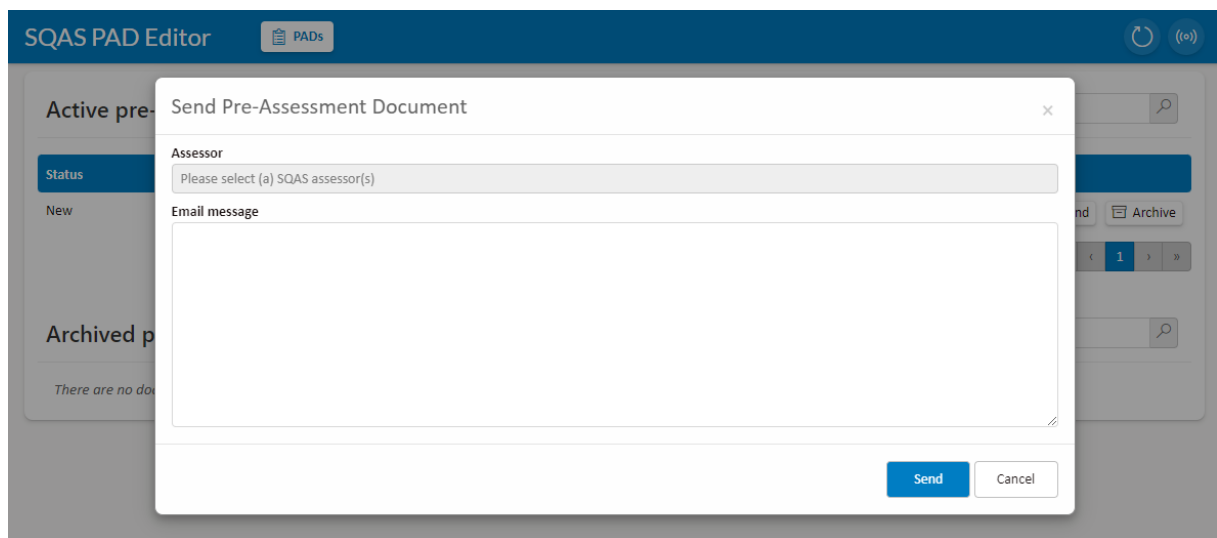 SQAS PAD Editor
PADs
Active pre-
Send Pre-Assessment Document
×
Assessor
Status
Please select (a) SQAS assessor(s)
New
Email message
nd
Archive
‹ 1 › »
Archived p
There are no do
Send
Cancel